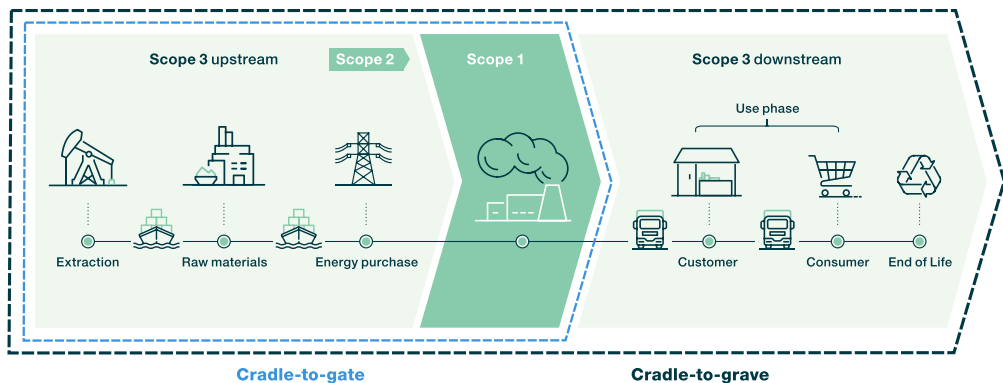 Scope 3 upstream
Scope 2
Scope 1
Scope 3 downstream
Use phase
Extraction
Raw materials
Energy purchase
Customer
Consumer
End of Life
Cradle-to-gate
Cradle-to-grave